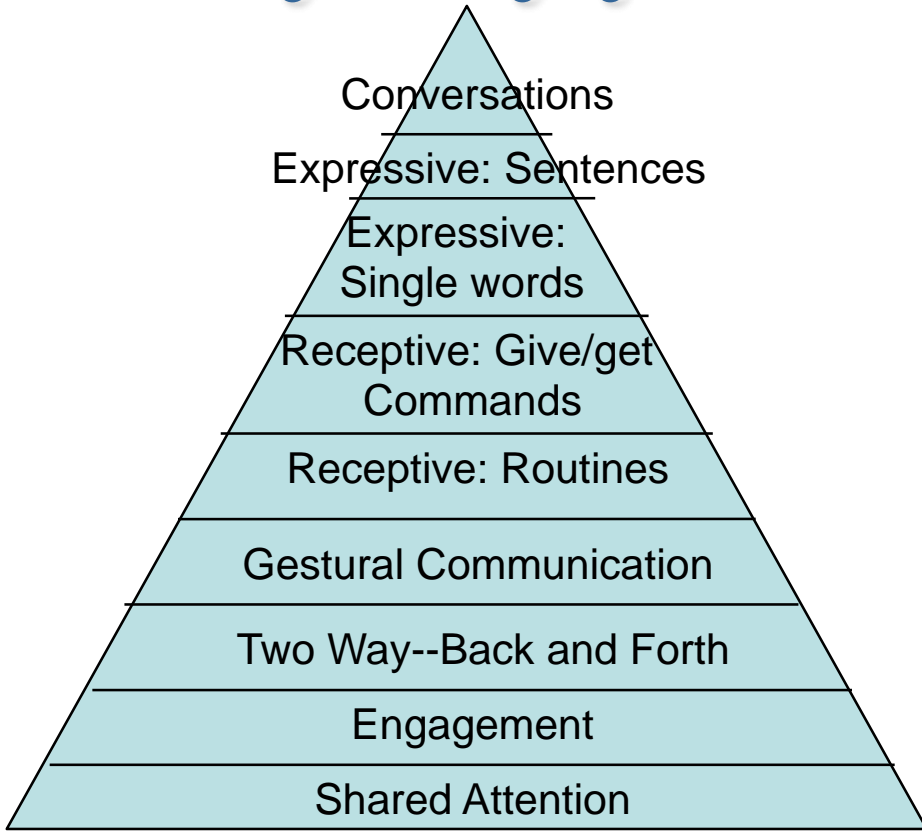 Conversations
Expressive: Sentences
Expressive:
Single words
Receptive: Give/get
Commands
Receptive: Routines
Gestural Communication
Two Way--Back and Forth
Engagement
Shared Attention